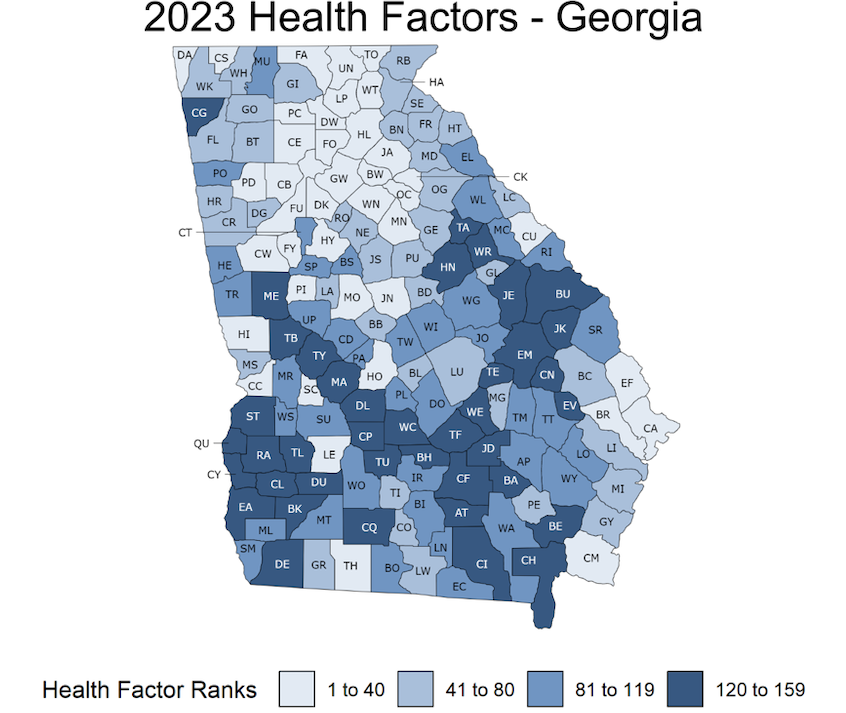 2023 Health Factors - Georgia
DA CS FA TO RB
WK WH MU GI UN HA
LP WT SE
CG GO PC DW
FL BT CE FO HL BN FR HT
JA MD EL
PO PD CB GW BW CK
HR DG FU DK WN OC OG WL LC
CT CR RO MN
HY NE GE TA MC CU
HE CW FY SP BS JS PU HN WR RI
GL
TR ME PI LA MO JN BD WG JE BU
HI TB UP CD BB TW WI JO JK SR
MS TY PA EM
CC MR SC MA HO BL LU TE CN BC EF
ST WS SU DL PL DO WE MG TM TT EV BR CA
QU RA TL LE CP WC TF JD LO LI
CY CL DU TU BH AP
EA BK WO TI IR CF BA WY MI
ML MT CQ CO BI AT WA PE BE GY
SM DE GR TH BO LW LN EC CI CH CM
Health Factor Ranks 1 to 40 41 to 80 81 to 119 120 to 159